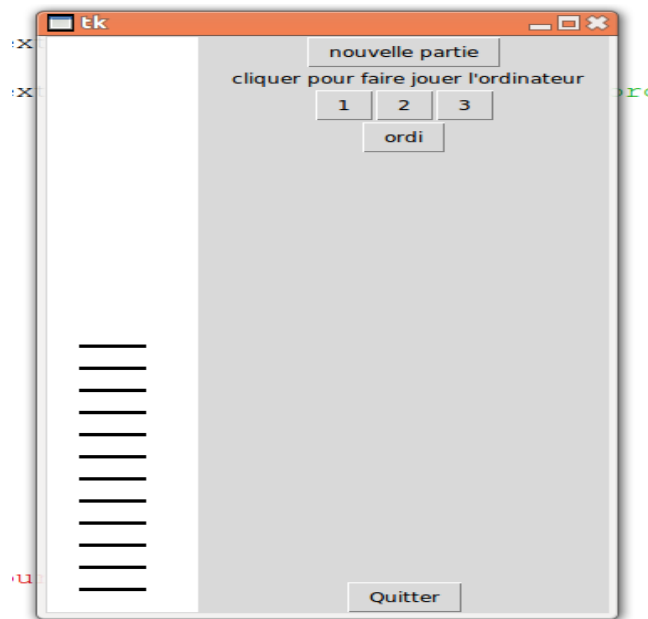 tk
nouvelle partie
cliquer pour faire jouer l'ordinateur
1 2 3
ordi
Quitter